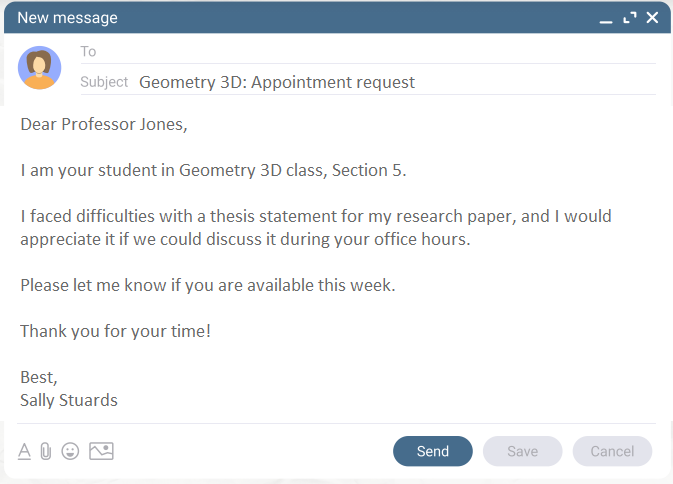 New message
To
Subject Geometry 3D: Appointment request
Dear Professor Jones,
I am your student in Geometry 3D class, Section 5.
I faced difficulties with a thesis statement for my research paper, and I would
appreciate it if we could discuss it during your office hours.
Please let me know if you are available this week.
Thank you for your time!
Best,
Sally Stuards
A Send Save Cancel